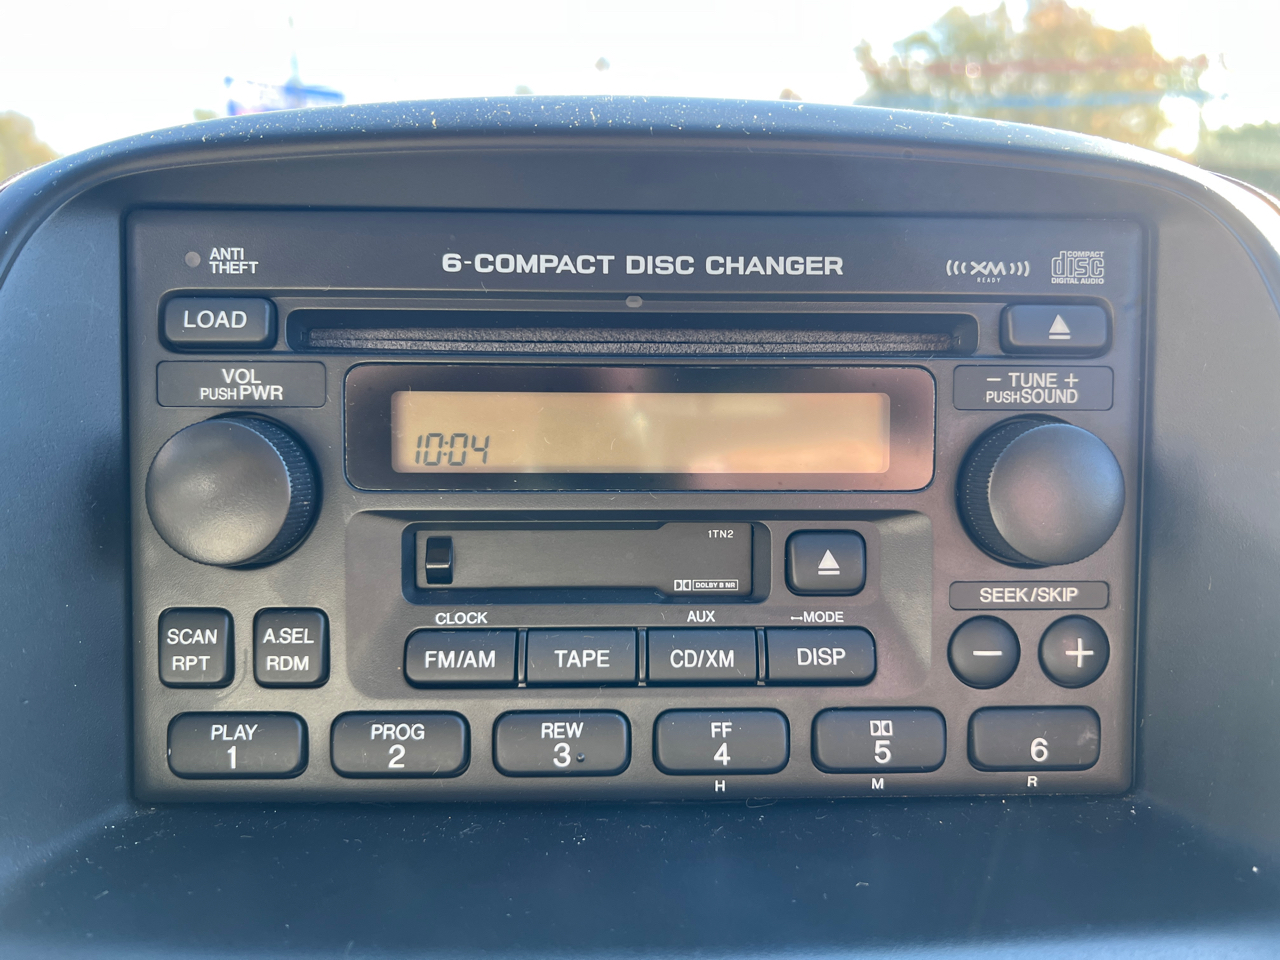 ANTI
THEFT
6-COMPACT DISC CHANGER
XM
READY
COMPACT
disc
DIGITAL AUDIO
LOAD
VOL
PUSH PWR
− TUNE +
PUSH SOUND
10:04
1TN2
DOLBY B NR
SEEK/SKIP
CLOCK
AUX
MODE
SCAN
RPT
A.SEL
RDM
FM/AM
TAPE
CD/XM
DISP
− +
PLAY
1
PROG
2
REW
3
FF
4
5
6
H
M
R